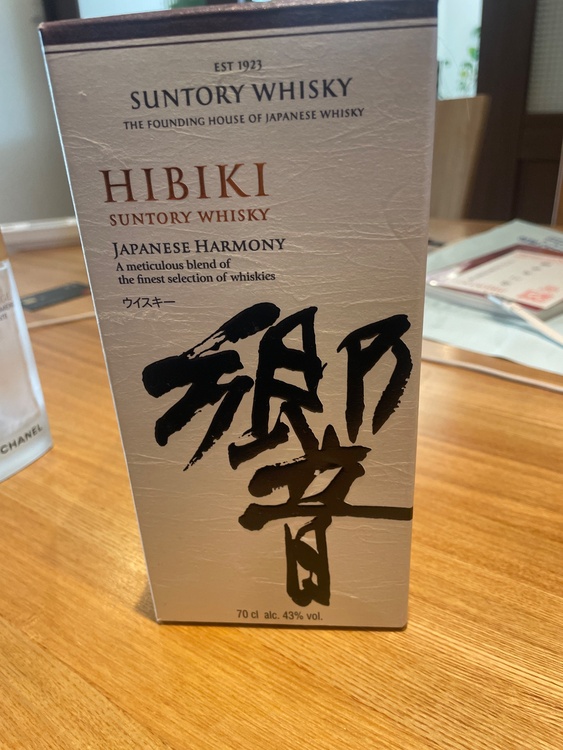 EST 1923
SUNTORY WHISKY
THE FOUNDING HOUSE OF JAPANESE WHISKY
HIBIKI
SUNTORY WHISKY
JAPANESE HARMONY
A meticulous blend of
the finest selection of whiskies
ウイスキー
響
70 cl alc. 43% vol.
CHANEL